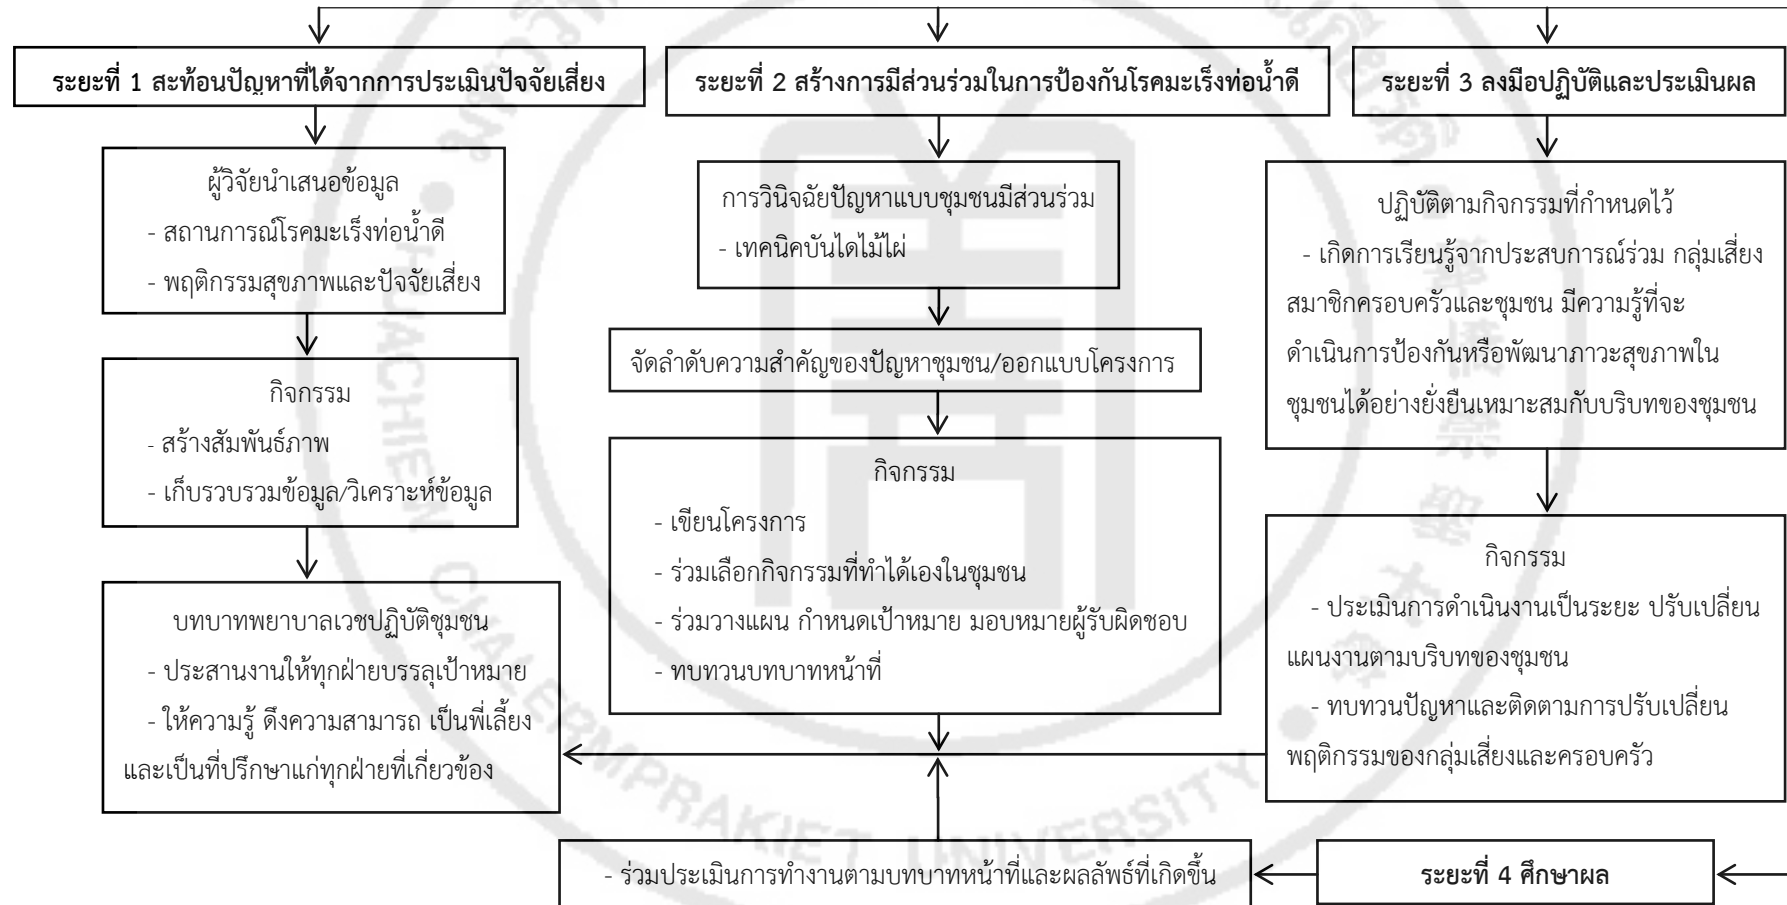 ระยะที่ 1 สะท้อนปัญหาที่ได้จากการประเมินปัจจัยเสี่ยง
ผู้วิจัยนำเสนอข้อมูล
- สถานการณ์โรคมะเร็งท่อน้ำดี
- พฤติกรรมสุขภาพและปัจจัยเสี่ยง
กิจกรรม
- สร้างสัมพันธ์ภาพ
- เก็บรวบรวมข้อมูล/วิเคราะห์ข้อมูล
บทบาทพยาบาลเวชปฏิบัติชุมชน
- ประสานงานให้ทุกฝ่ายบรรลุเป้าหมาย
- ให้ความรู้ ดึงความสามารถ เป็นพี่เลี้ยง
และเป็นที่ปรึกษาแก่ทุกฝ่ายที่เกี่ยวข้อง
ระยะที่ 2 สร้างการมีส่วนร่วมในการป้องกันโรคมะเร็งท่อน้ำดี
การวินิจฉัยปัญหาแบบชุมชนมีส่วนร่วม
- เทคนิคบันไดไม้ไผ่
จัดลำดับความสำคัญของปัญหาชุมชน/ออกแบบโครงการ
กิจกรรม
- เขียนโครงการ
- ร่วมเลือกกิจกรรมที่ทำได้เองในชุมชน
- ร่วมวางแผน กำหนดเป้าหมาย มอบหมายผู้รับผิดชอบ
- ทบทวนบทบาทหน้าที่
ระยะที่ 3 ลงมือปฏิบัติและประเมินผล
ปฏิบัติตามกิจกรรมที่กำหนดไว้
- เกิดการเรียนรู้จากประสบการณ์ร่วม กลุ่มเสี่ยง
สมาชิกครอบครัวและชุมชน มีความรู้ที่จะ
ดำเนินการป้องกันหรือพัฒนาภาวะสุขภาพใน
ชุมชนได้อย่างยั่งยืนเหมาะสมกับบริบทของชุมชน
กิจกรรม
- ประเมินการดำเนินงานเป็นระยะ ปรับเปลี่ยน
แผนงานตามบริบทของชุมชน
- ทบทวนปัญหาและติดตามการปรับเปลี่ยน
พฤติกรรมของกลุ่มเสี่ยงและครอบครัว
ระยะที่ 4 ศึกษาผล
- ร่วมประเมินการทำงานตามบทบาทหน้าที่และผลลัพธ์ที่เกิดขึ้น
HUACHIEW CHALERMPRAKIET UNIVERSITY